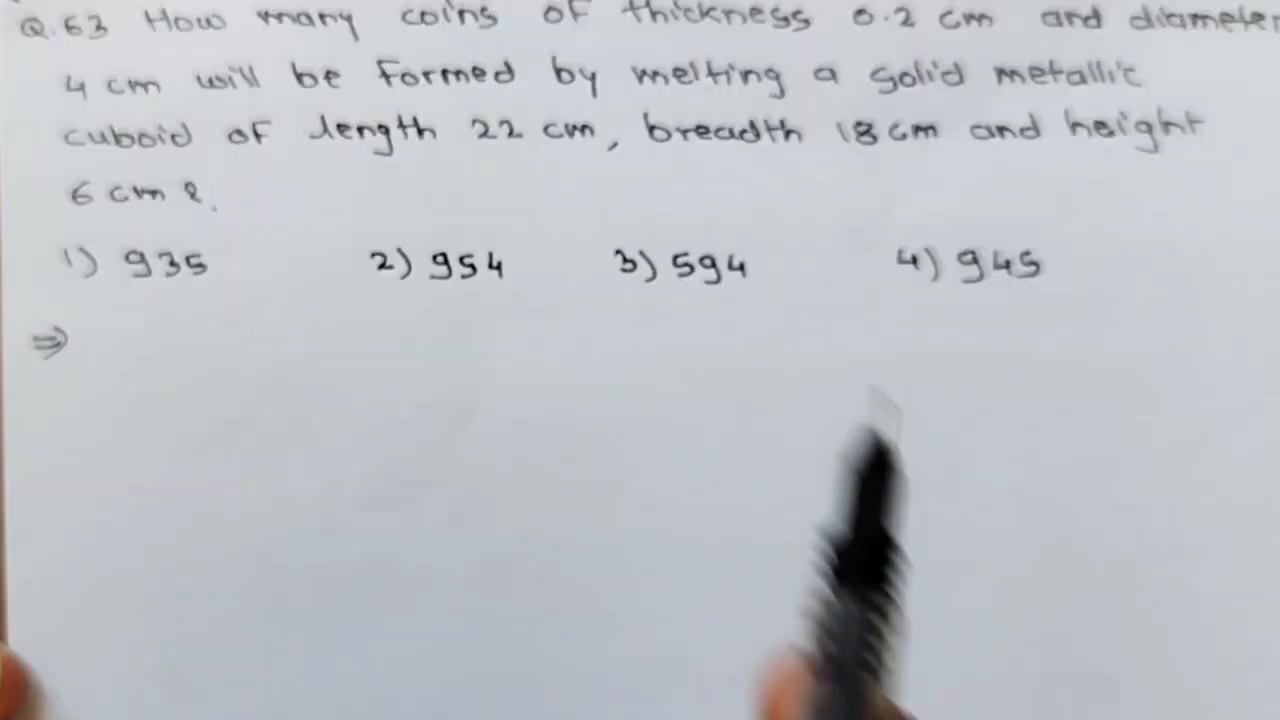 Q.63 How many coins of thickness 0.2 cm and diameter
4 cm will be formed by melting a solid metallic
cuboid of length 22 cm, breadth 18 cm and height
6 cm ?
1) 935 2) 954 3) 594 4) 945
⇒